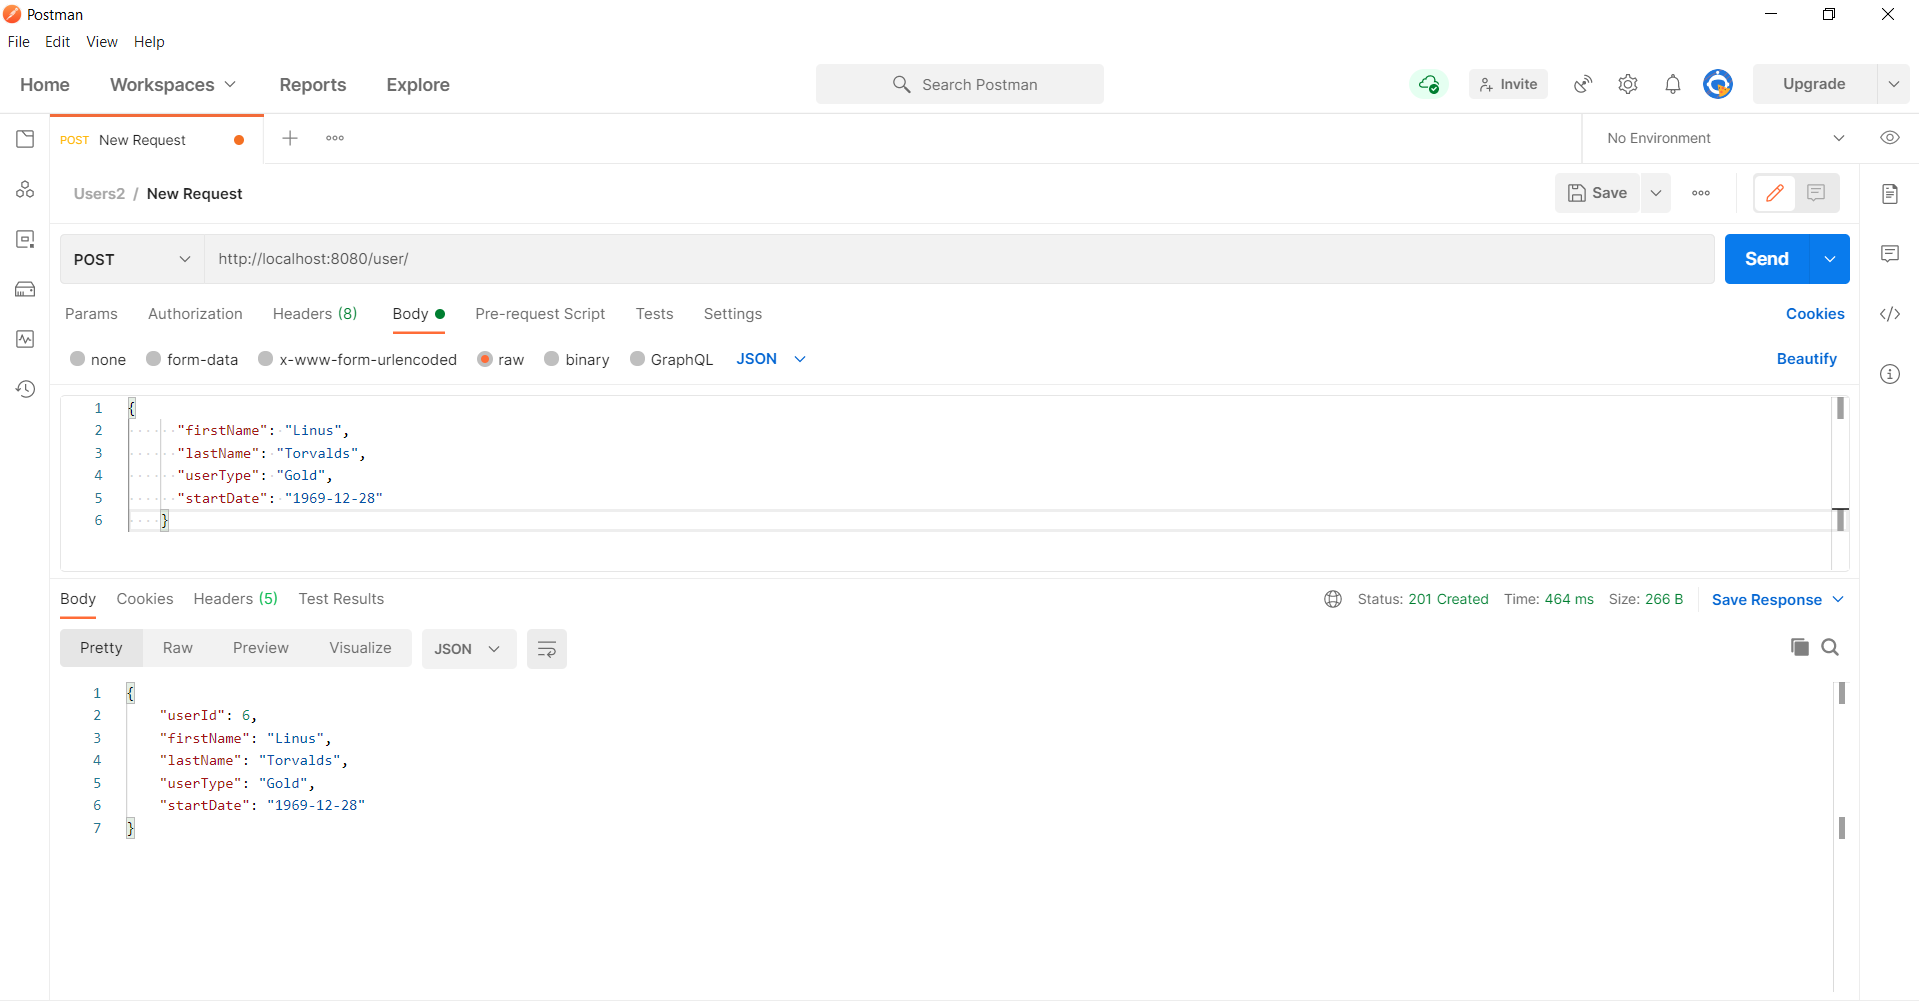 Postman
File Edit View Help
Home Workspaces Reports Explore Search Postman Invite Upgrade
POST New Request No Environment
Users2 / New Request Save
POST http://localhost:8080/user/ Send
Params Authorization Headers (8) Body Pre-request Script Tests Settings Cookies
none form-data x-www-form-urlencoded raw binary GraphQL JSON Beautify
1 {
2 "firstName": "Linus",
3 "lastName": "Torvalds",
4 "userType": "Gold",
5 "startDate": "1969-12-28"
6 }
Body Cookies Headers (5) Test Results Status: 201 Created Time: 464 ms Size: 266 B Save Response
Pretty Raw Preview Visualize JSON
1 {
2 "userId": 6,
3 "firstName": "Linus",
4 "lastName": "Torvalds",
5 "userType": "Gold",
6 "startDate": "1969-12-28"
7 }